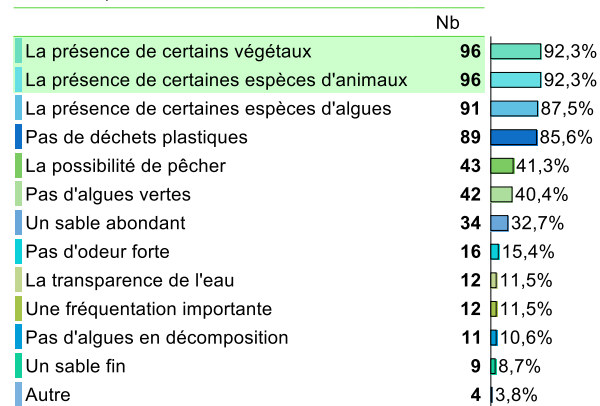 Nb
La présence de certains végétaux 96 92,3%
La présence de certaines espèces d'animaux 96 92,3%
La présence de certaines espèces d'algues 91 87,5%
Pas de déchets plastiques 89 85,6%
La possibilité de pêcher 43 41,3%
Pas d'algues vertes 42 40,4%
Un sable abondant 34 32,7%
Pas d'odeur forte 16 15,4%
La transparence de l'eau 12 11,5%
Une fréquentation importante 12 11,5%
Pas d'algues en décomposition 11 10,6%
Un sable fin 9 8,7%
Autre 4 3,8%